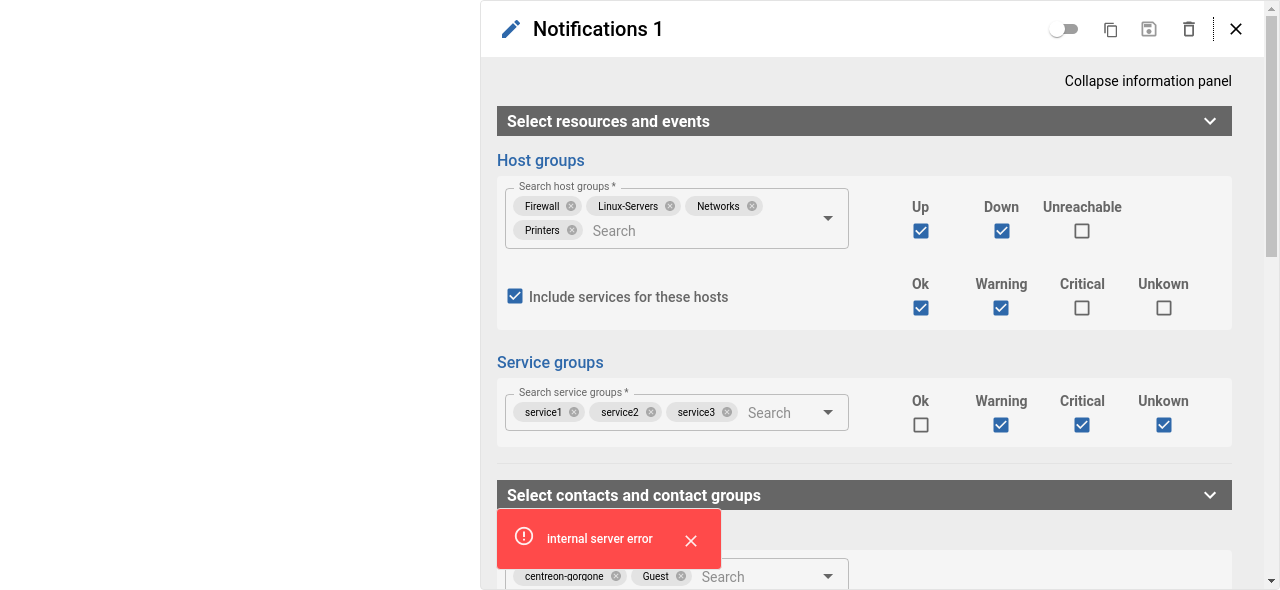 Notifications 1
Collapse information panel
Select resources and events
Host groups
Search host groups *
Firewall Linux-Servers Networks
Printers Search
Up Down Unreachable
Include services for these hosts
Ok Warning Critical Unkown
Service groups
Search service groups *
service1 service2 service3 Search
Ok Warning Critical Unkown
Select contacts and contact groups
internal server error
centreon-gorgone Guest Search